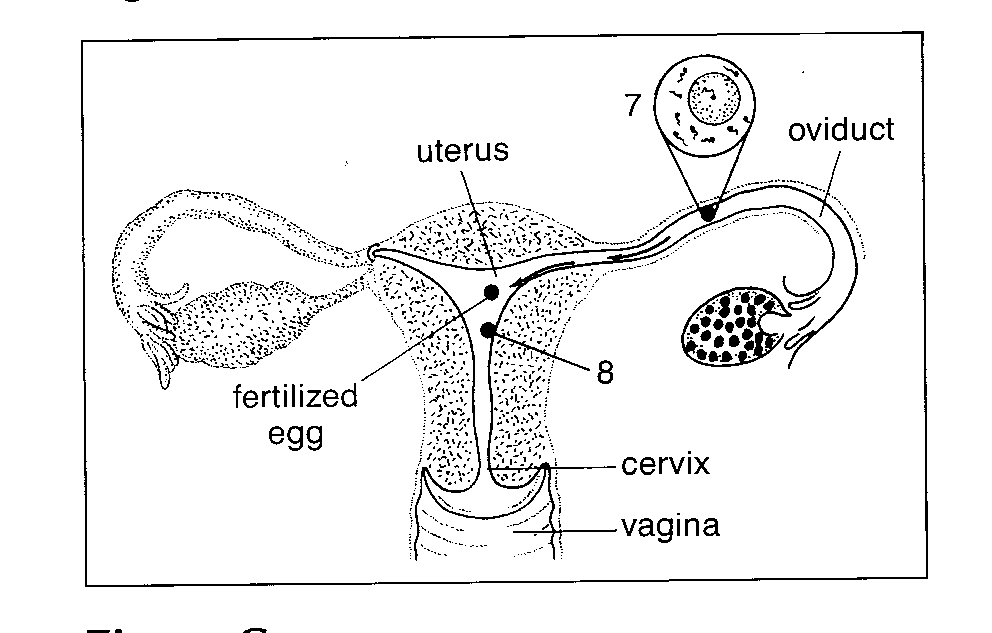 7
oviduct
uterus
8
fertilized
egg
cervix
vagina